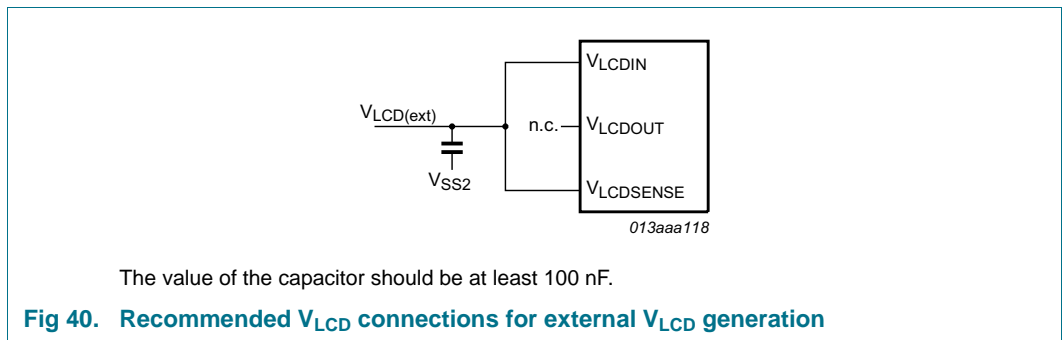 VLCDIN
VLCD(ext)
n.c.
VLCDOUT
VSS2
VLCDSENSE
013aaa118
The value of the capacitor should be at least 100 nF.
Fig 40. Recommended VLCD connections for external VLCD generation